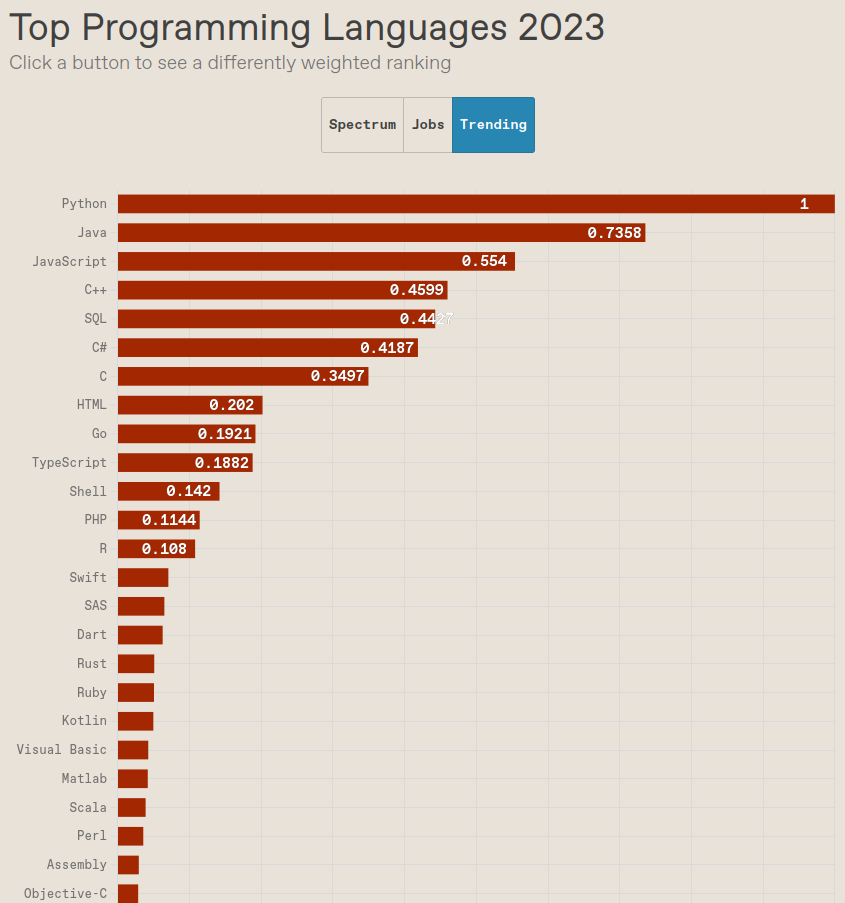 Top Programming Languages 2023
Click a button to see a differently weighted ranking
Spectrum Jobs Trending
Python 1
Java 0.7358
JavaScript 0.554
C++ 0.4599
SQL 0.4427
C# 0.4187
C 0.3497
HTML 0.202
Go 0.1921
TypeScript 0.1882
Shell 0.142
PHP 0.1144
R 0.108
Swift
SAS
Dart
Rust
Ruby
Kotlin
Visual Basic
Matlab
Scala
Perl
Assembly
Objective-C